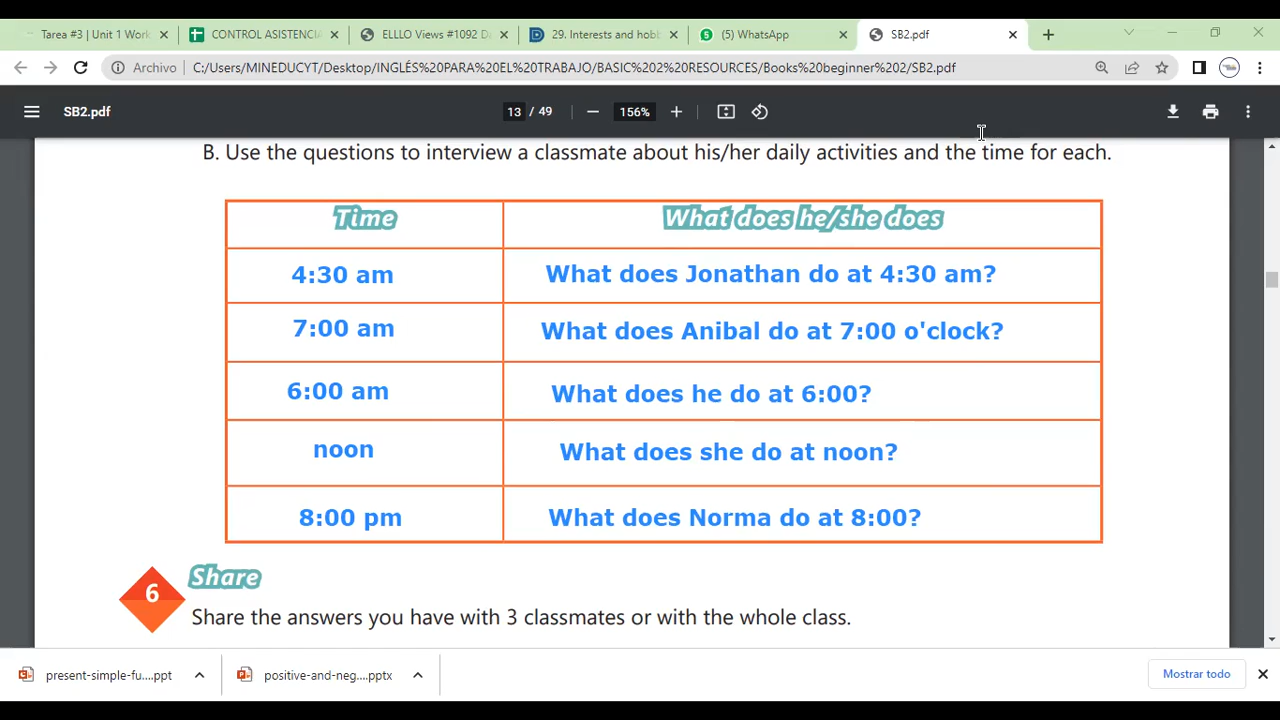 Tarea #3 | Unit 1 Work
CONTROL ASISTENCIA
ELLLO Views #1092 D
29. Interests and hobb
(5) WhatsApp
SB2.pdf
Archivo
C:/Users/MINEDUCYT/Desktop/INGLÉS%20PARA%20EL%20TRABAJO/BASIC%202%20RESOURCES/Books%20beginner%202/SB2.pdf
SB2.pdf
13 / 49
156%
B. Use the questions to interview a classmate about his/her daily activities and the time for each.
Time What does he/she does
4:30 am What does Jonathan do at 4:30 am?
7:00 am What does Anibal do at 7:00 o'clock?
6:00 am What does he do at 6:00?
noon What does she do at noon?
8:00 pm What does Norma do at 8:00?
6 Share
Share the answers you have with 3 classmates or with the whole class.
present-simple-fu....ppt
positive-and-neg....pptx
Mostrar todo